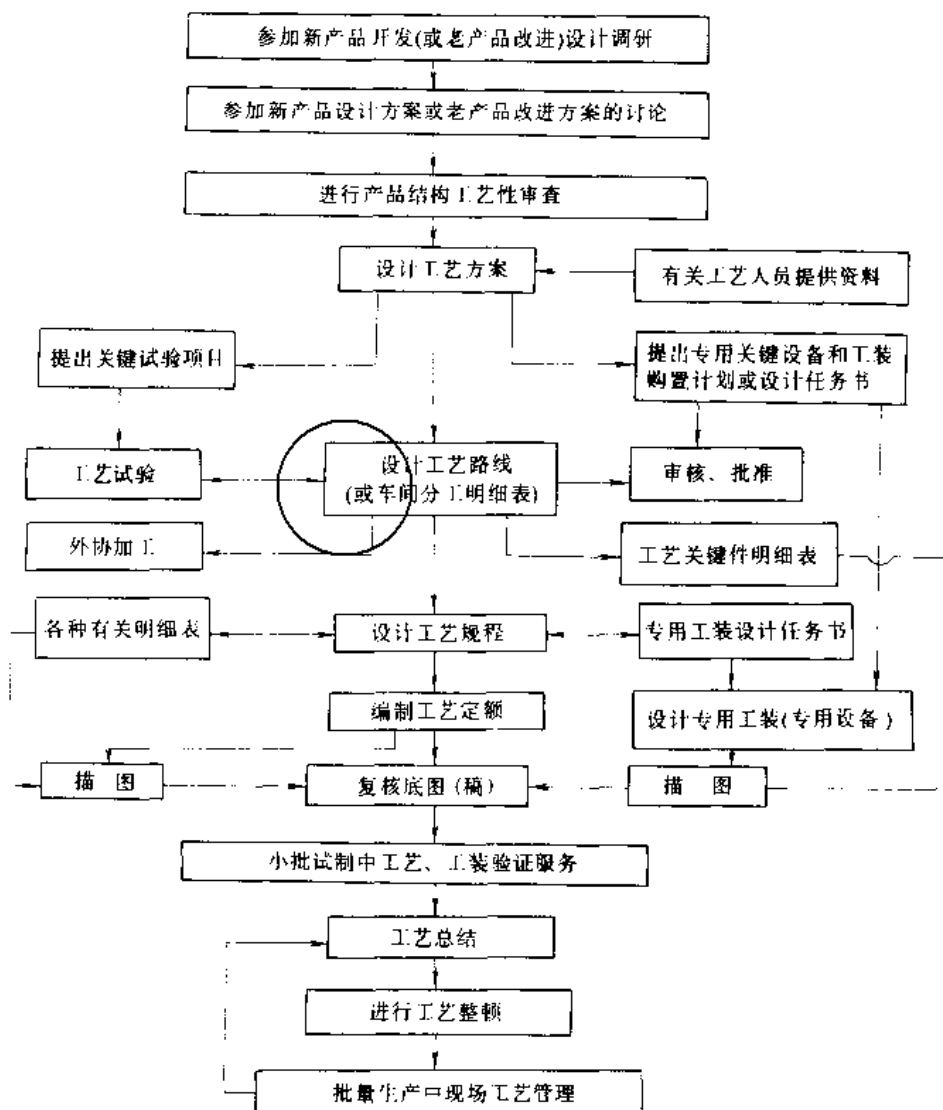 参加新产品开发(或老产品改进)设计调研
参加新产品设计方案或老产品改进方案的讨论
进行产品结构工艺性审查
设计工艺方案
有关工艺人员提供资料
提出关键试验项目
提出专用关键设备和工装
购置计划或设计任务书
工艺试验
设计工艺路线
(或车间分工明细表)
审核、批准
外协加工
工艺关键件明细表
各种有关明细表
设计工艺规程
专用工装设计任务书
编制工艺定额
设计专用工装(专用设备)
描 图
复核底图(稿)
描 图
小批试制中工艺、工装验证服务
工艺总结
进行工艺整顿
批量生产中现场工艺管理